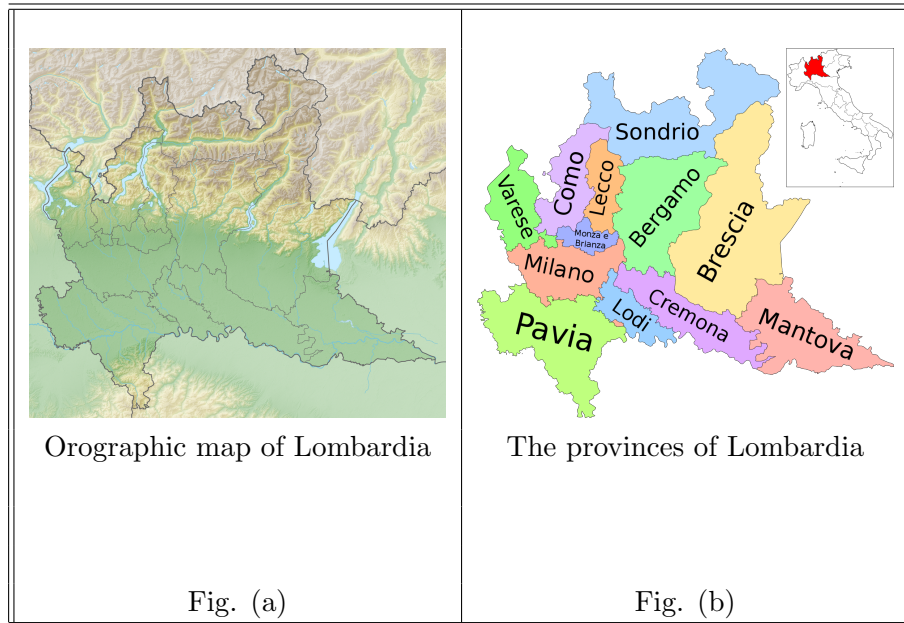 Sondrio
Como
Lecco
Varese
Bergamo
Brescia
Monza e
Brianza
Milano
Cremona
Lodi
Pavia
Mantova
Orographic map of Lombardia
The provinces of Lombardia
Fig. (a)
Fig. (b)